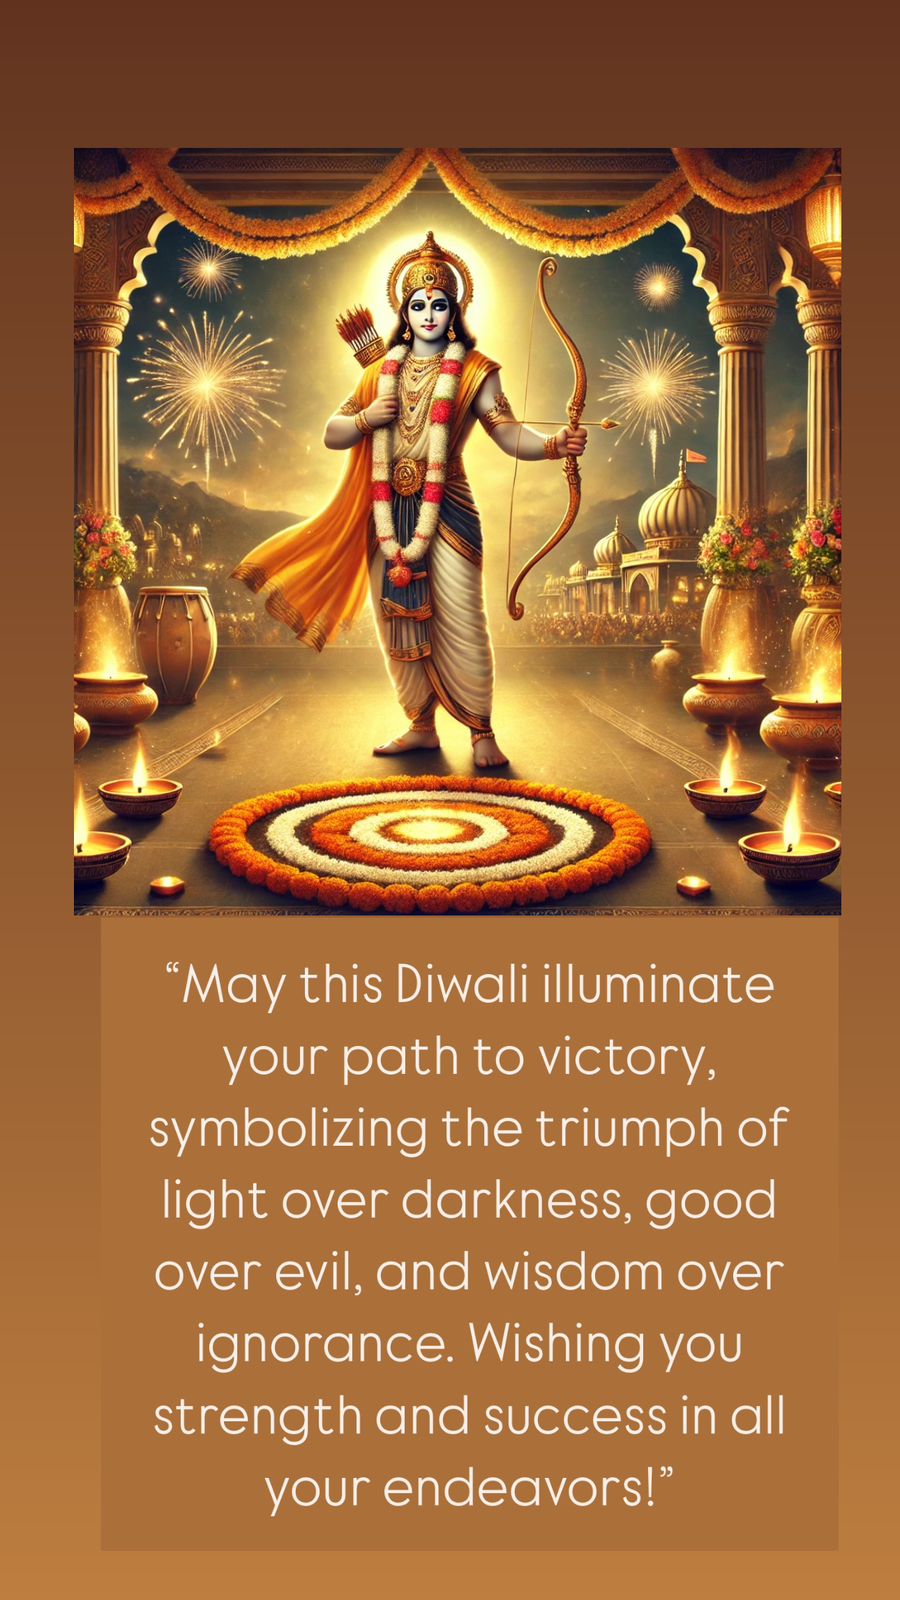 “May this Diwali illuminate
your path to victory,
symbolizing the triumph of
light over darkness, good
over evil, and wisdom over
ignorance. Wishing you
strength and success in all
your endeavors!”